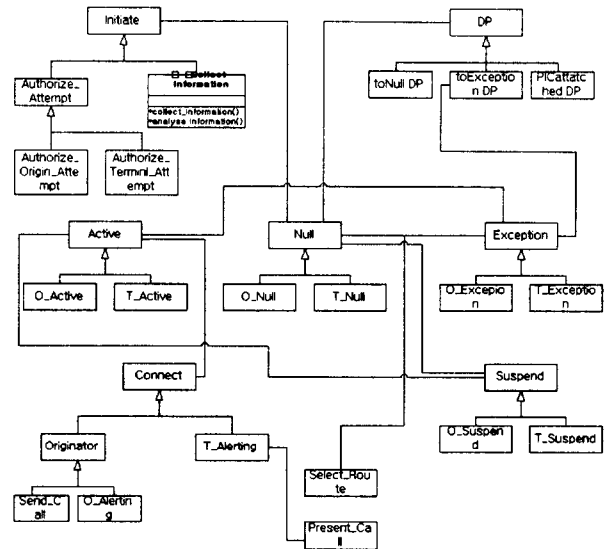 Initiate
DP
Authorize_
Attempt
Collect
Information
+collect_information()
+analyse information()
toNull DP
toExceptio
n DP
PICattatc
hed DP
Authorize_
Origin_Atte
mpt
Authorize_
Termini_Att
empt
Active
Null
Exception
O_Active
T_Active
O_Null
T_Null
O_Excepio
n
T_Exceptio
n
Connect
Suspend
Originator
T_Alerting
O_Suspen
d
T_Suspend
Send_C
all
O_Alertin
g
Select_Rou
te
Present_Ca
ll